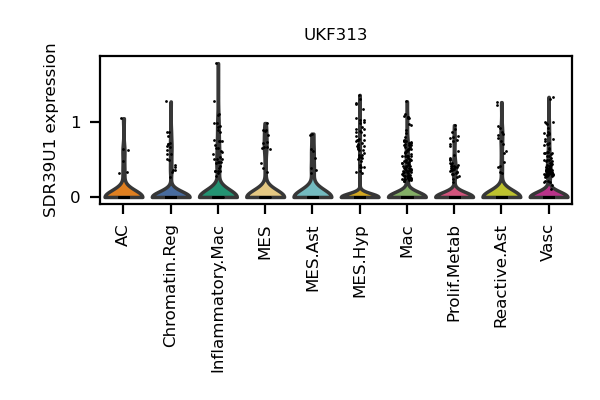 UKF313
SDR39U1 expression
1
0
AC
Chromatin.Reg
Inflammatory.Mac
MES
MES.Ast
MES.Hyp
Mac
Prolif.Metab
Reactive.Ast
Vasc